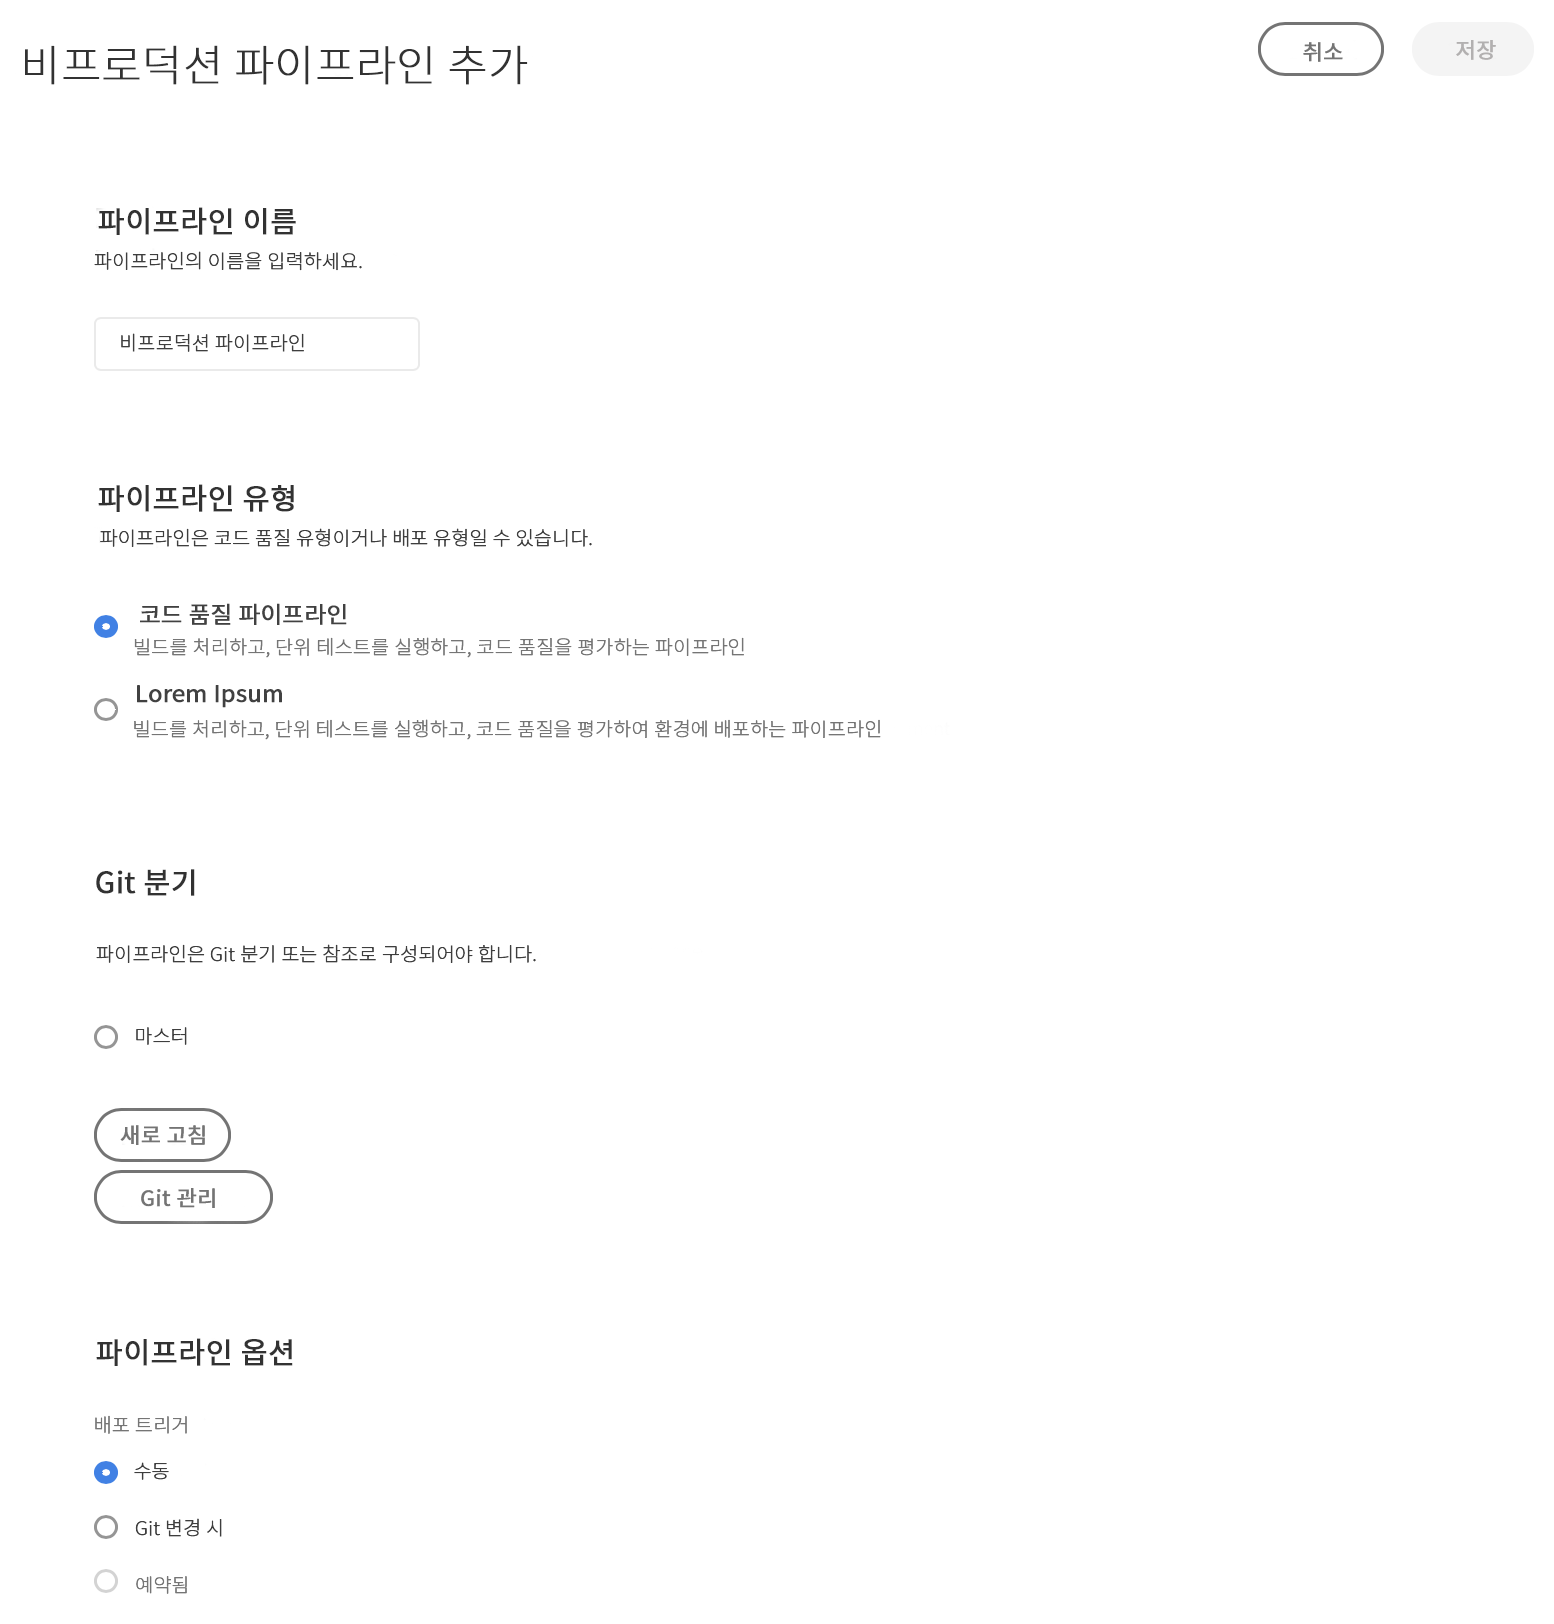 비프로덕션 파이프라인 추가
취소
저장
파이프라인 이름
파이프라인의 이름을 입력하세요.
비프로덕션 파이프라인
파이프라인 유형
파이프라인은 코드 품질 유형이거나 배포 유형일 수 있습니다.
코드 품질 파이프라인
빌드를 처리하고, 단위 테스트를 실행하고, 코드 품질을 평가하는 파이프라인
Lorem Ipsum
빌드를 처리하고, 단위 테스트를 실행하고, 코드 품질을 평가하여 환경에 배포하는 파이프라인
Git 분기
파이프라인은 Git 분기 또는 참조로 구성되어야 합니다.
마스터
새로 고침
Git 관리
파이프라인 옵션
배포 트리거
수동
Git 변경 시
예약됨